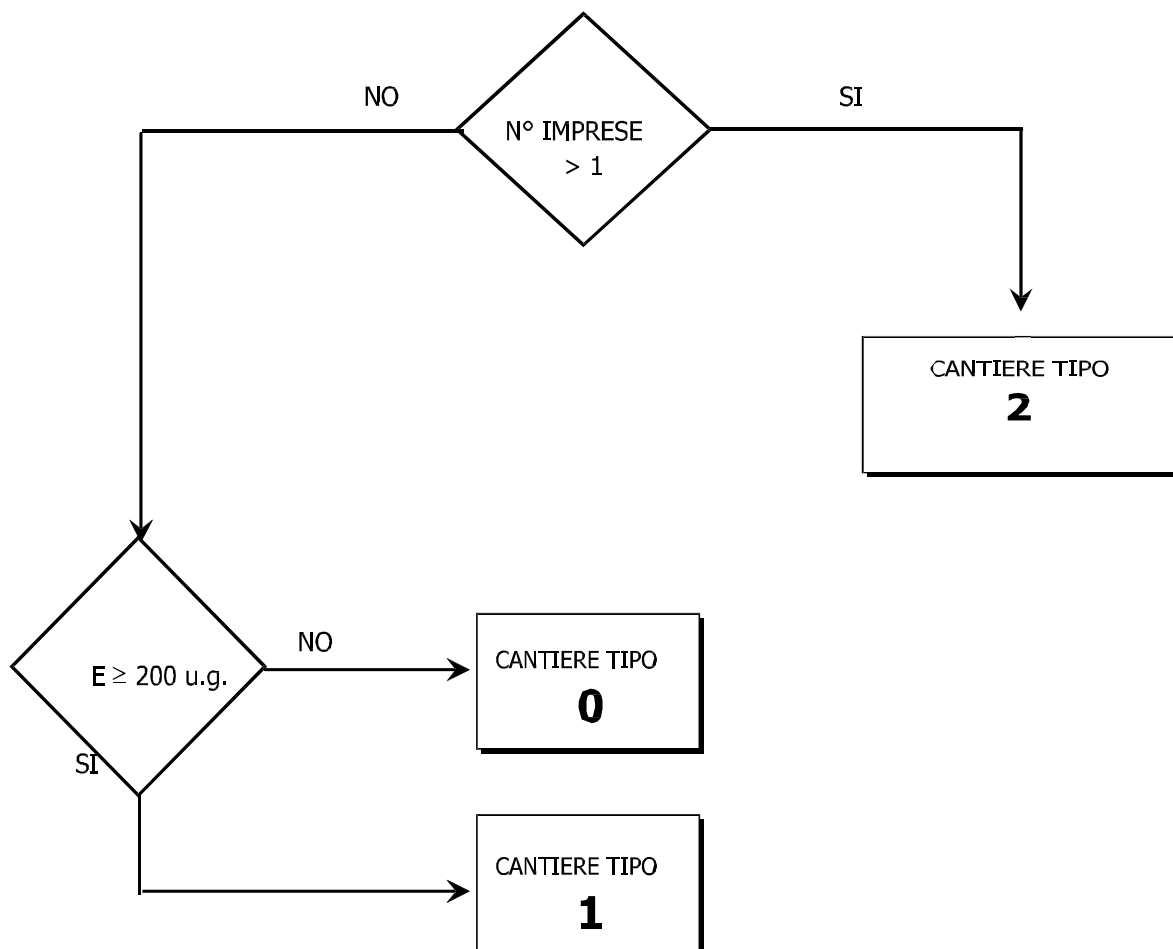 NO
SI
N° IMPRESE
> 1
CANTIERE TIPO
2
E ≥ 200 u.g.
NO
SI
CANTIERE TIPO
0
CANTIERE TIPO
1